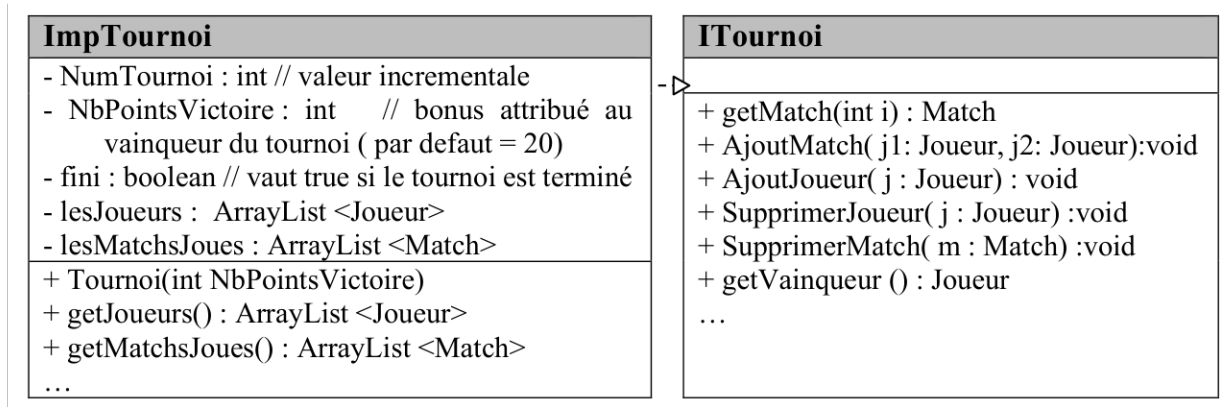 ImpTournoi
- NumTournoi : int // valeur incrementale
- NbPointsVictoire : int // bonus attribué au
vainqueur du tournoi ( par defaut = 20)
- fini : boolean // vaut true si le tournoi est terminé
- lesJoueurs : ArrayList <Joueur>
- lesMatchsJoues : ArrayList <Match>
+ Tournoi(int NbPointsVictoire)
+ getJoueurs() : ArrayList <Joueur>
+ getMatchsJoues() : ArrayList <Match>
…
ITournoi
+ getMatch(int i) : Match
+ AjoutMatch( j1: Joueur, j2: Joueur):void
+ AjoutJoueur( j : Joueur) : void
+ SupprimerJoueur( j : Joueur) :void
+ SupprimerMatch( m : Match) :void
+ getVainqueur () : Joueur
…